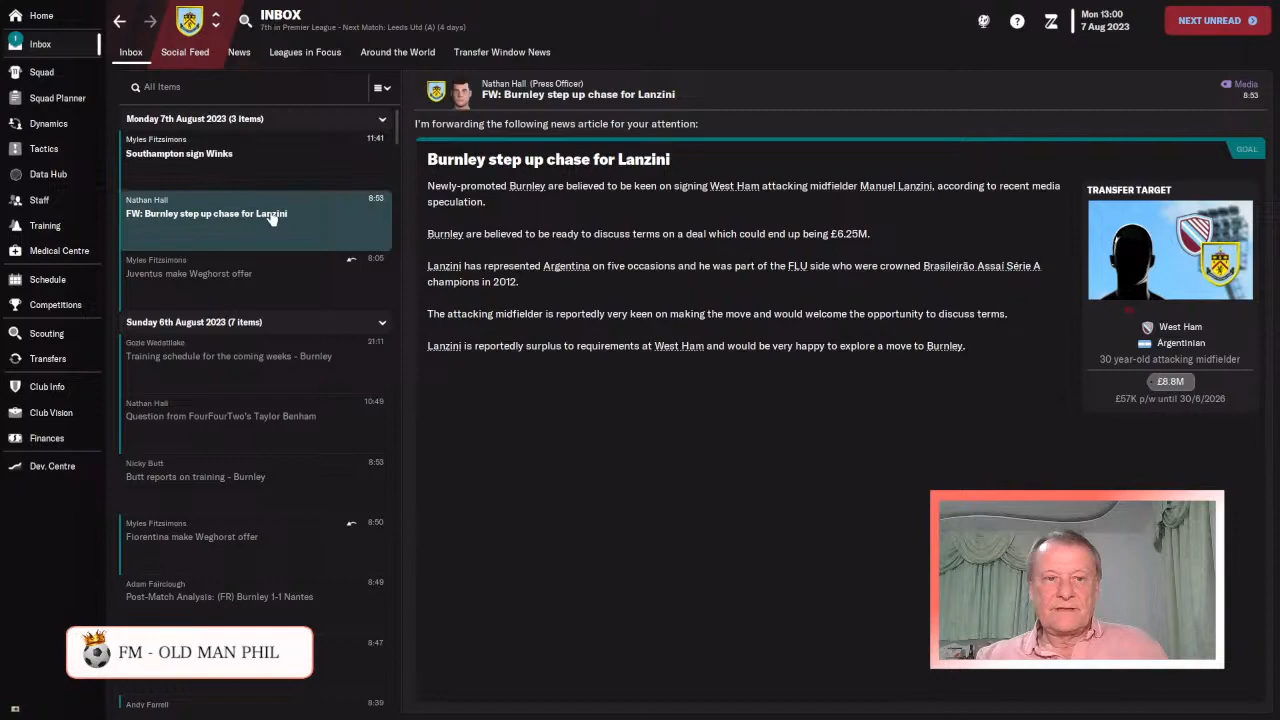 Home
INBOX
7th in Premier League - Next Match: Leeds Utd (A) (4 days)
Mon 13:00
7 Aug 2023
NEXT UNREAD
1
Inbox
Inbox
Social Feed
News
Leagues in Focus
Around the World
Transfer Window News
Squad
Squad Planner
Dynamics
Tactics
Data Hub
Staff
Training
Medical Centre
Schedule
Competitions
Scouting
Transfers
Club Info
Club Vision
Finances
Dev. Centre
All Items
Monday 7th August 2023 (3 items)
Myles Fitzsimons
11:41
Southampton sign Winks
Nathan Hall
8:53
FW: Burnley step up chase for Lanzini
Myles Fitzsimons
8:05
Juventus make Weghorst offer
Sunday 6th August 2023 (7 items)
Gozie Wedatilake
21:11
Training schedule for the coming weeks - Burnley
Nathan Hall
10:49
Question from FourFourTwo's Taylor Benham
Nicky Butt
8:53
Butt reports on training - Burnley
Myles Fitzsimons
8:50
Fiorentina make Weghorst offer
Adam Fairclough
8:49
Post-Match Analysis: (FR) Burnley 1-1 Nantes
8:47
Andy Farrell
8:39
Nathan Hall (Press Officer)
FW: Burnley step up chase for Lanzini
Media
8:53
I'm forwarding the following news article for your attention:
GOAL
Burnley step up chase for Lanzini
Newly-promoted Burnley are believed to be keen on signing West Ham attacking midfielder Manuel Lanzini, according to recent media
speculation.
Burnley are believed to be ready to discuss terms on a deal which could end up being £6.25M.
Lanzini has represented Argentina on five occasions and he was part of the FLU side who were crowned Brasileirão Assaí Série A
champions in 2012.
The attacking midfielder is reportedly very keen on making the move and would welcome the opportunity to discuss terms.
Lanzini is reportedly surplus to requirements at West Ham and would be very happy to explore a move to Burnley.
TRANSFER TARGET
West Ham
Argentinian
30 year-old attacking midfielder
£8.8M
£57K p/w until 30/6/2026
FM - OLD MAN PHIL